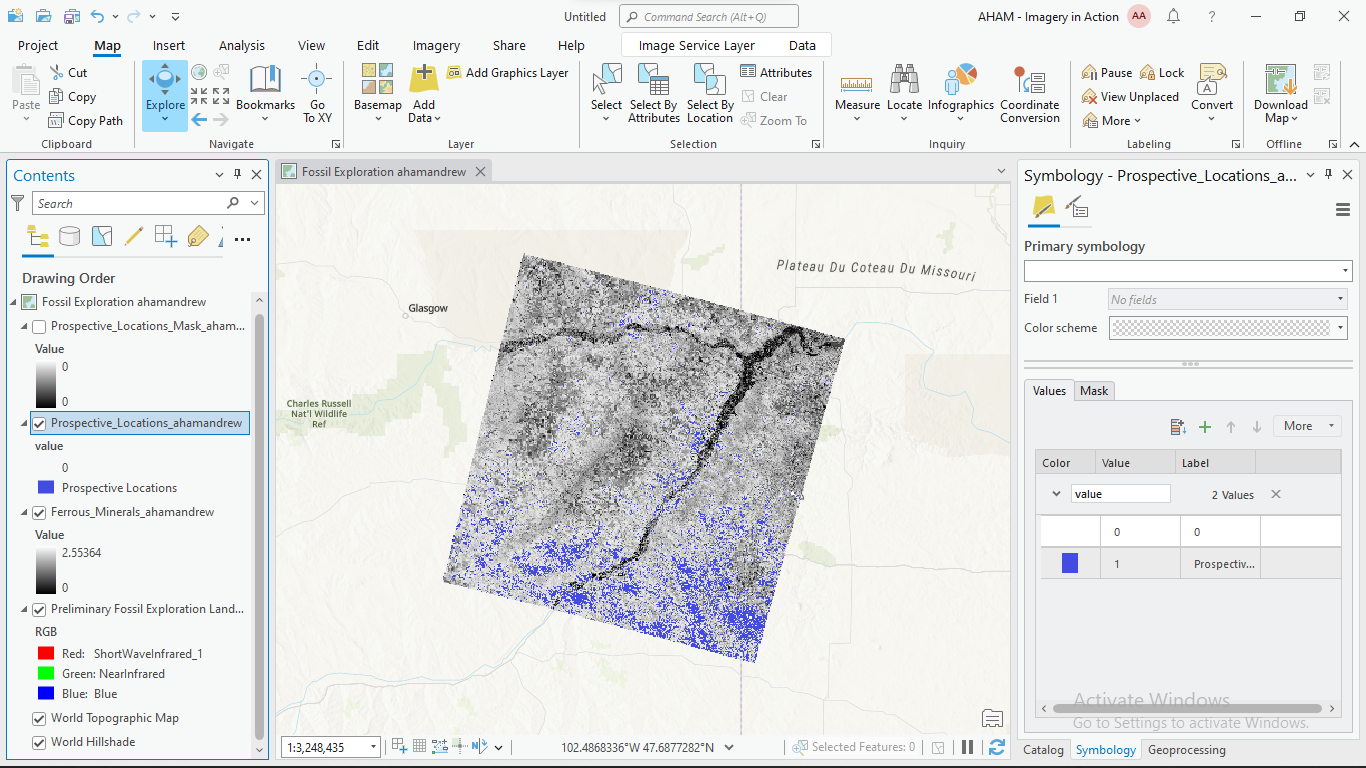 Untitled
Command Search (Alt+Q)
AHAM - Imagery in Action
AA
?
Project
Map
Insert
Analysis
View
Edit
Imagery
Share
Help
Image Service Layer
Data
Paste
Cut
Copy
Copy Path
Clipboard
Explore
Bookmarks
Go
To XY
Navigate
Basemap
Add
Data
Add Graphics Layer
Layer
Select
Select By
Attributes
Select By
Location
Attributes
Clear
Zoom To
Selection
Measure
Locate
Infographics
Coordinate
Conversion
Inquiry
Pause
Lock
View Unplaced
More
Convert
Labeling
Download
Map
Offline
Contents
Search
Drawing Order
Fossil Exploration ahamandrew
Prospective_Locations_Mask_aham...
Value
0
0
Prospective_Locations_ahamandrew
value
0
Prospective Locations
Ferrous_Minerals_ahamandrew
Value
2.55364
0
Preliminary Fossil Exploration Land...
RGB
Red: ShortWaveInfrared_1
Green: NearInfrared
Blue: Blue
World Topographic Map
World Hillshade
Fossil Exploration ahamandrew
Plateau Du Coteau Du Missouri
Glasgow
Charles Russell
Nat'l Wildlife
Ref
1:3,248,435
102.4868336°W 47.6877282°N
Selected Features: 0
Symbology - Prospective_Locations_a...
Primary symbology
Field 1
No fields
Color scheme
Values
Mask
More
Color
Value
Label
value
2 Values
0
0
1
Prospectiv...
Activate Windows
Go to Settings to activate Windows.
Catalog
Symbology
Geoprocessing